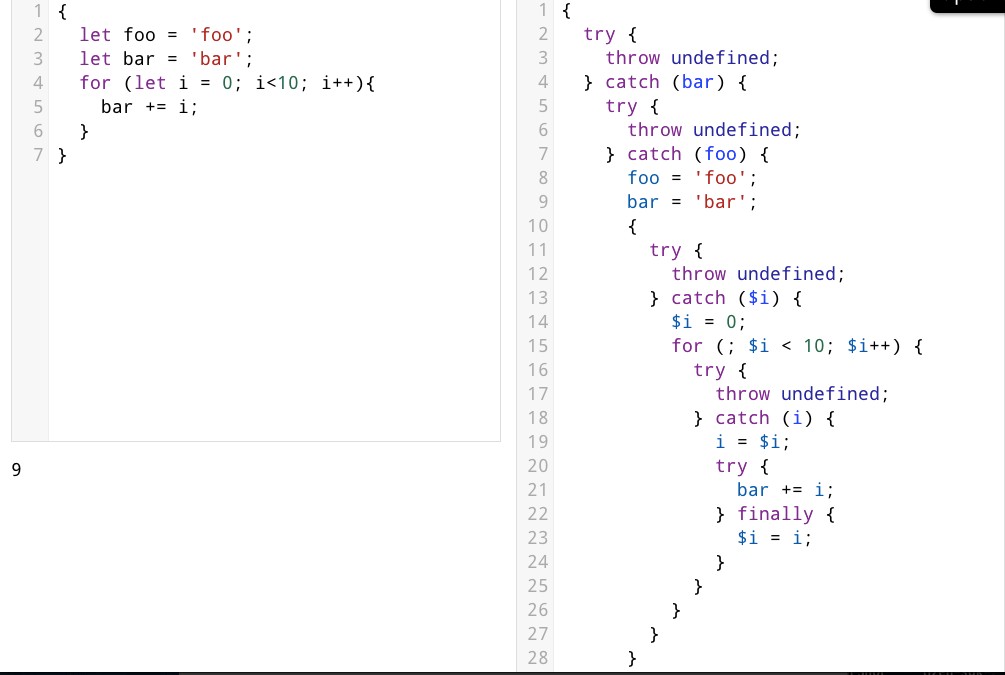 1 {
2   let foo = 'foo';
3   let bar = 'bar';
4   for (let i = 0; i<10; i++){
5     bar += i;
6   }
7 }
9
1 {
2   try {
3     throw undefined;
4   } catch (bar) {
5     try {
6       throw undefined;
7     } catch (foo) {
8       foo = 'foo';
9       bar = 'bar';
10       {
11         try {
12           throw undefined;
13         } catch ($i) {
14           $i = 0;
15           for (; $i < 10; $i++) {
16             try {
17               throw undefined;
18             } catch (i) {
19               i = $i;
20               try {
21                 bar += i;
22               } finally {
23                 $i = i;
24               }
25             }
26           }
27         }
28       }